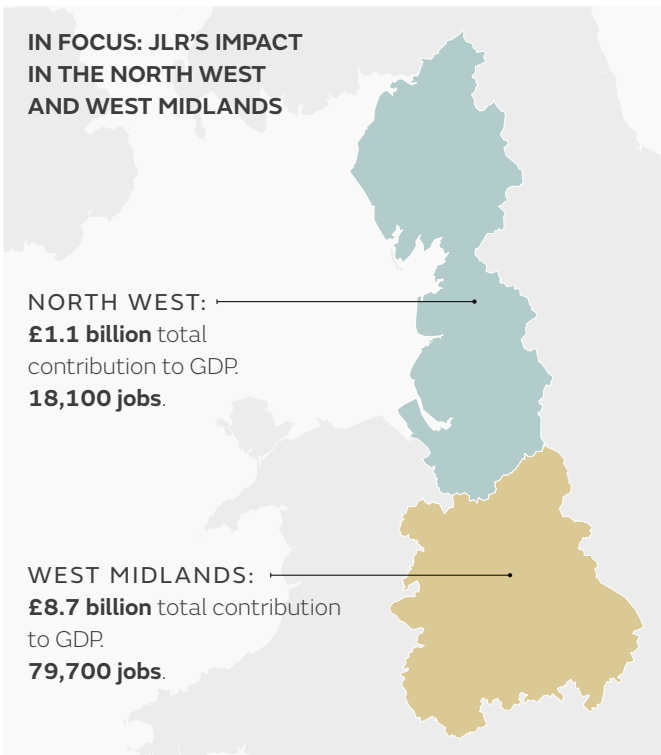 IN FOCUS: JLR’S IMPACT
IN THE NORTH WEST
AND WEST MIDLANDS
NORTH WEST:
£1.1 billion total
contribution to GDP.
18,100 jobs.
WEST MIDLANDS:
£8.7 billion total contribution
to GDP.
79,700 jobs.